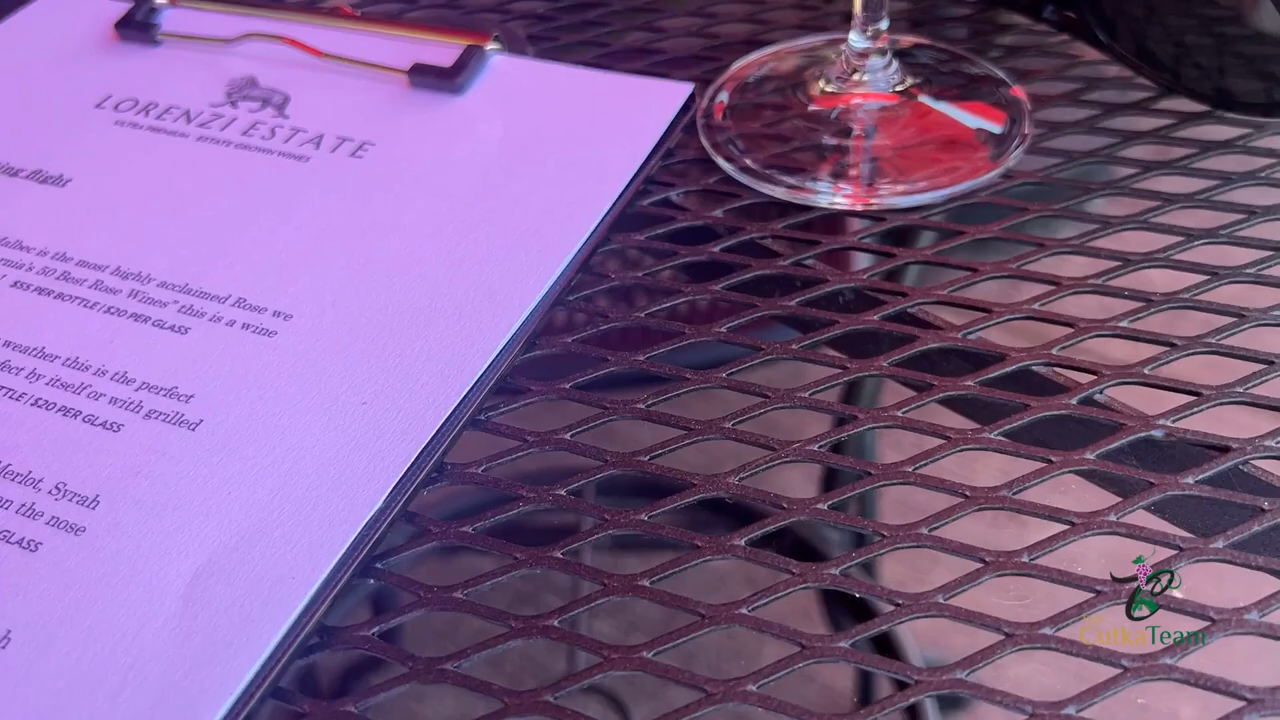 LORENZI ESTATE
ULTRA PREMIUM ESTATE GROWN WINES
ing flight
Malbec is the most highly acclaimed Rose we
rnia's 50 Best Rose Wines" this is a wine
| $55 PER BOTTLE | $20 PER GLASS
weather this is the perfect
fect by itself or with grilled
TTLE | $20 PER GLASS
Merlot, Syrah
on the nose
GLASS
h
CutkaTeam